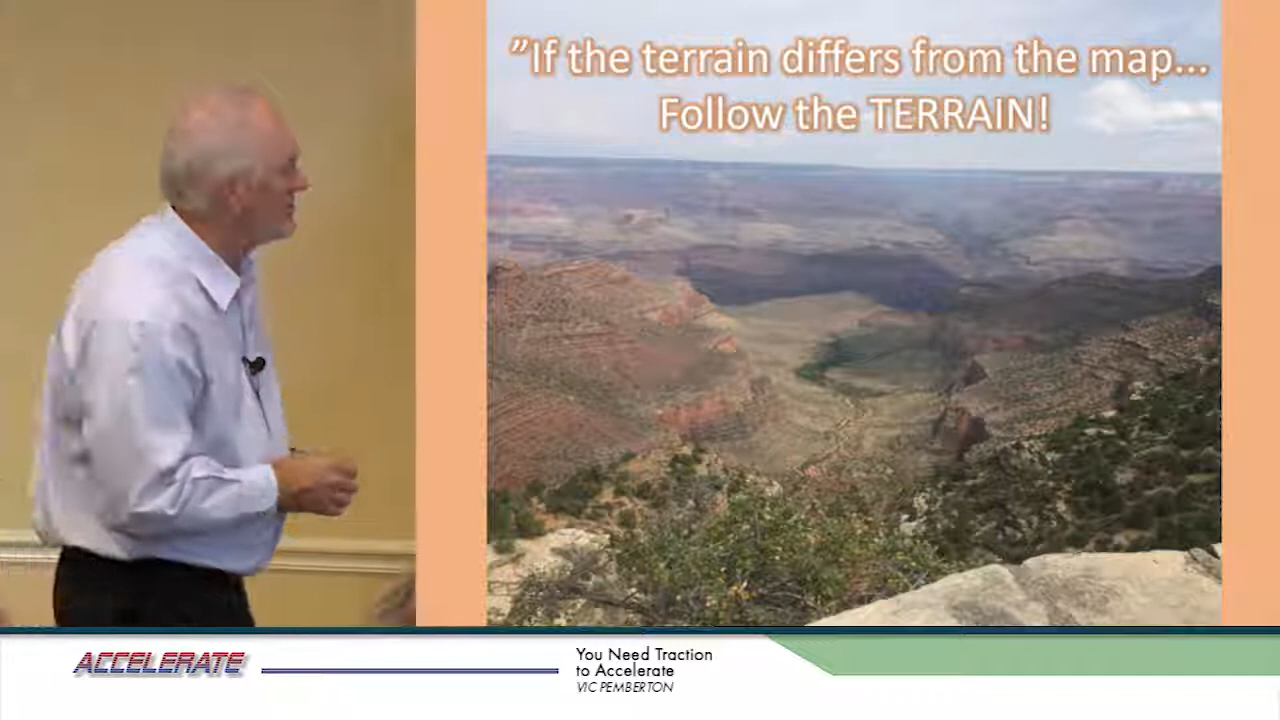 ”If the terrain differs from the map...
Follow the TERRAIN!
ACCELERATE
You Need Traction
to Accelerate
VIC PEMBERTON